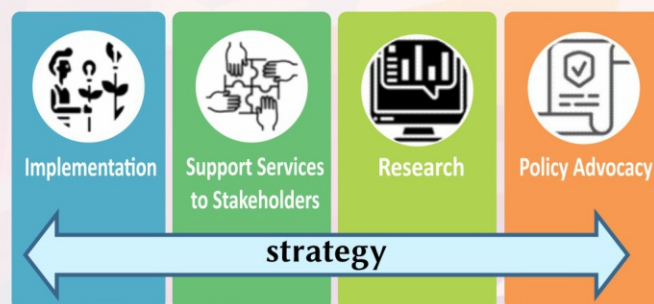 Implementation
Support Services
to Stakeholders
Research
Policy Advocacy
strategy